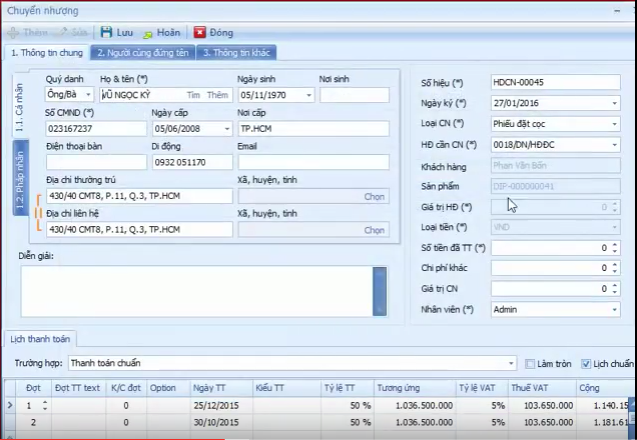 Chuyển nhượng
Thêm Sửa Lưu Hoãn Đóng
1. Thông tin chung 2. Người cùng đứng tên 3. Thông tin khác
1.1. Cá nhân
1.2. Pháp nhân
Quý danh Họ & tên (*) Ngày sinh Nơi sinh
Ông/Bà VŨ NGỌC KỶ Tìm Thêm 05/11/1970
Số CMND (*) Ngày cấp Nơi cấp
023167237 05/06/2008 TP.HCM
Điện thoại bàn Di động Email
0932 051170
Địa chỉ thường trú Xã, huyện, tỉnh
430/40 CMT8, P.11, Q.3, TP.HCM Chọn
Địa chỉ liên hệ Xã, huyện, tỉnh
430/40 CMT8, P.11, Q.3, TP.HCM Chọn
Diễn giải:
Số hiệu (*) HDCN-00045
Ngày ký (*) 27/01/2016
Loại CN (*) Phiếu đặt cọc
HĐ cần CN (*) 0018/DN/HĐĐC
Khách hàng Phan Văn Bốn
Sản phẩm DIP-000000041
Giá trị HĐ (*) 0
Loại tiền (*) VND
Số tiền đã TT (*) 0
Chi phí khác 0
Giá trị CN 0
Nhân viên (*) Admin
Lịch thanh toán
Trường hợp: Thanh toán chuẩn Làm tròn Lịch chuẩn
Đợt Đợt TT text K/C đợt Option Ngày TT Kiểu TT Tỷ lệ TT Tương ứng Tỷ lệ VAT Thuế VAT Cộng
1 0 25/12/2015 50 % 1.036.500.000 5% 103.650.000 1.140.15
2 0 30/10/2015 50 % 1.036.500.000 5% 103.650.000 1.181.61